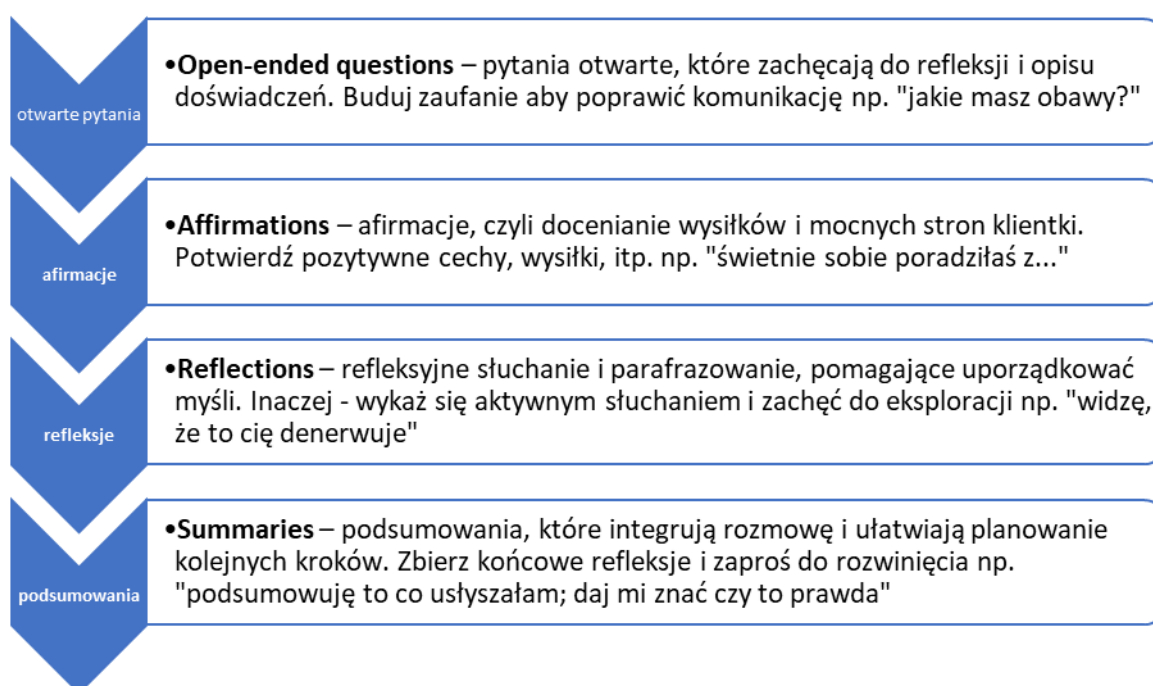 otwarte pytania
•Open-ended questions – pytania otwarte, które zachęcają do refleksji i opisu
doświadczeń. Buduj zaufanie aby poprawić komunikację np. "jakie masz obawy?"
afirmacje
•Affirmations – afirmacje, czyli docenianie wysiłków i mocnych stron klientki.
Potwierdź pozytywne cechy, wysiłki, itp. np. "świetnie sobie poradziłaś z..."
refleksje
•Reflections – refleksyjne słuchanie i parafrazowanie, pomagające uporządkować
myśli. Inaczej - wykaż się aktywnym słuchaniem i zachęć do eksploracji np. "widzę,
że to cię denerwuje"
podsumowania
•Summaries – podsumowania, które integrują rozmowę i ułatwiają planowanie
kolejnych kroków. Zbierz końcowe refleksje i zaproś do rozwinięcia np.
"podsumowuję to co usłyszałam; daj mi znać czy to prawda"